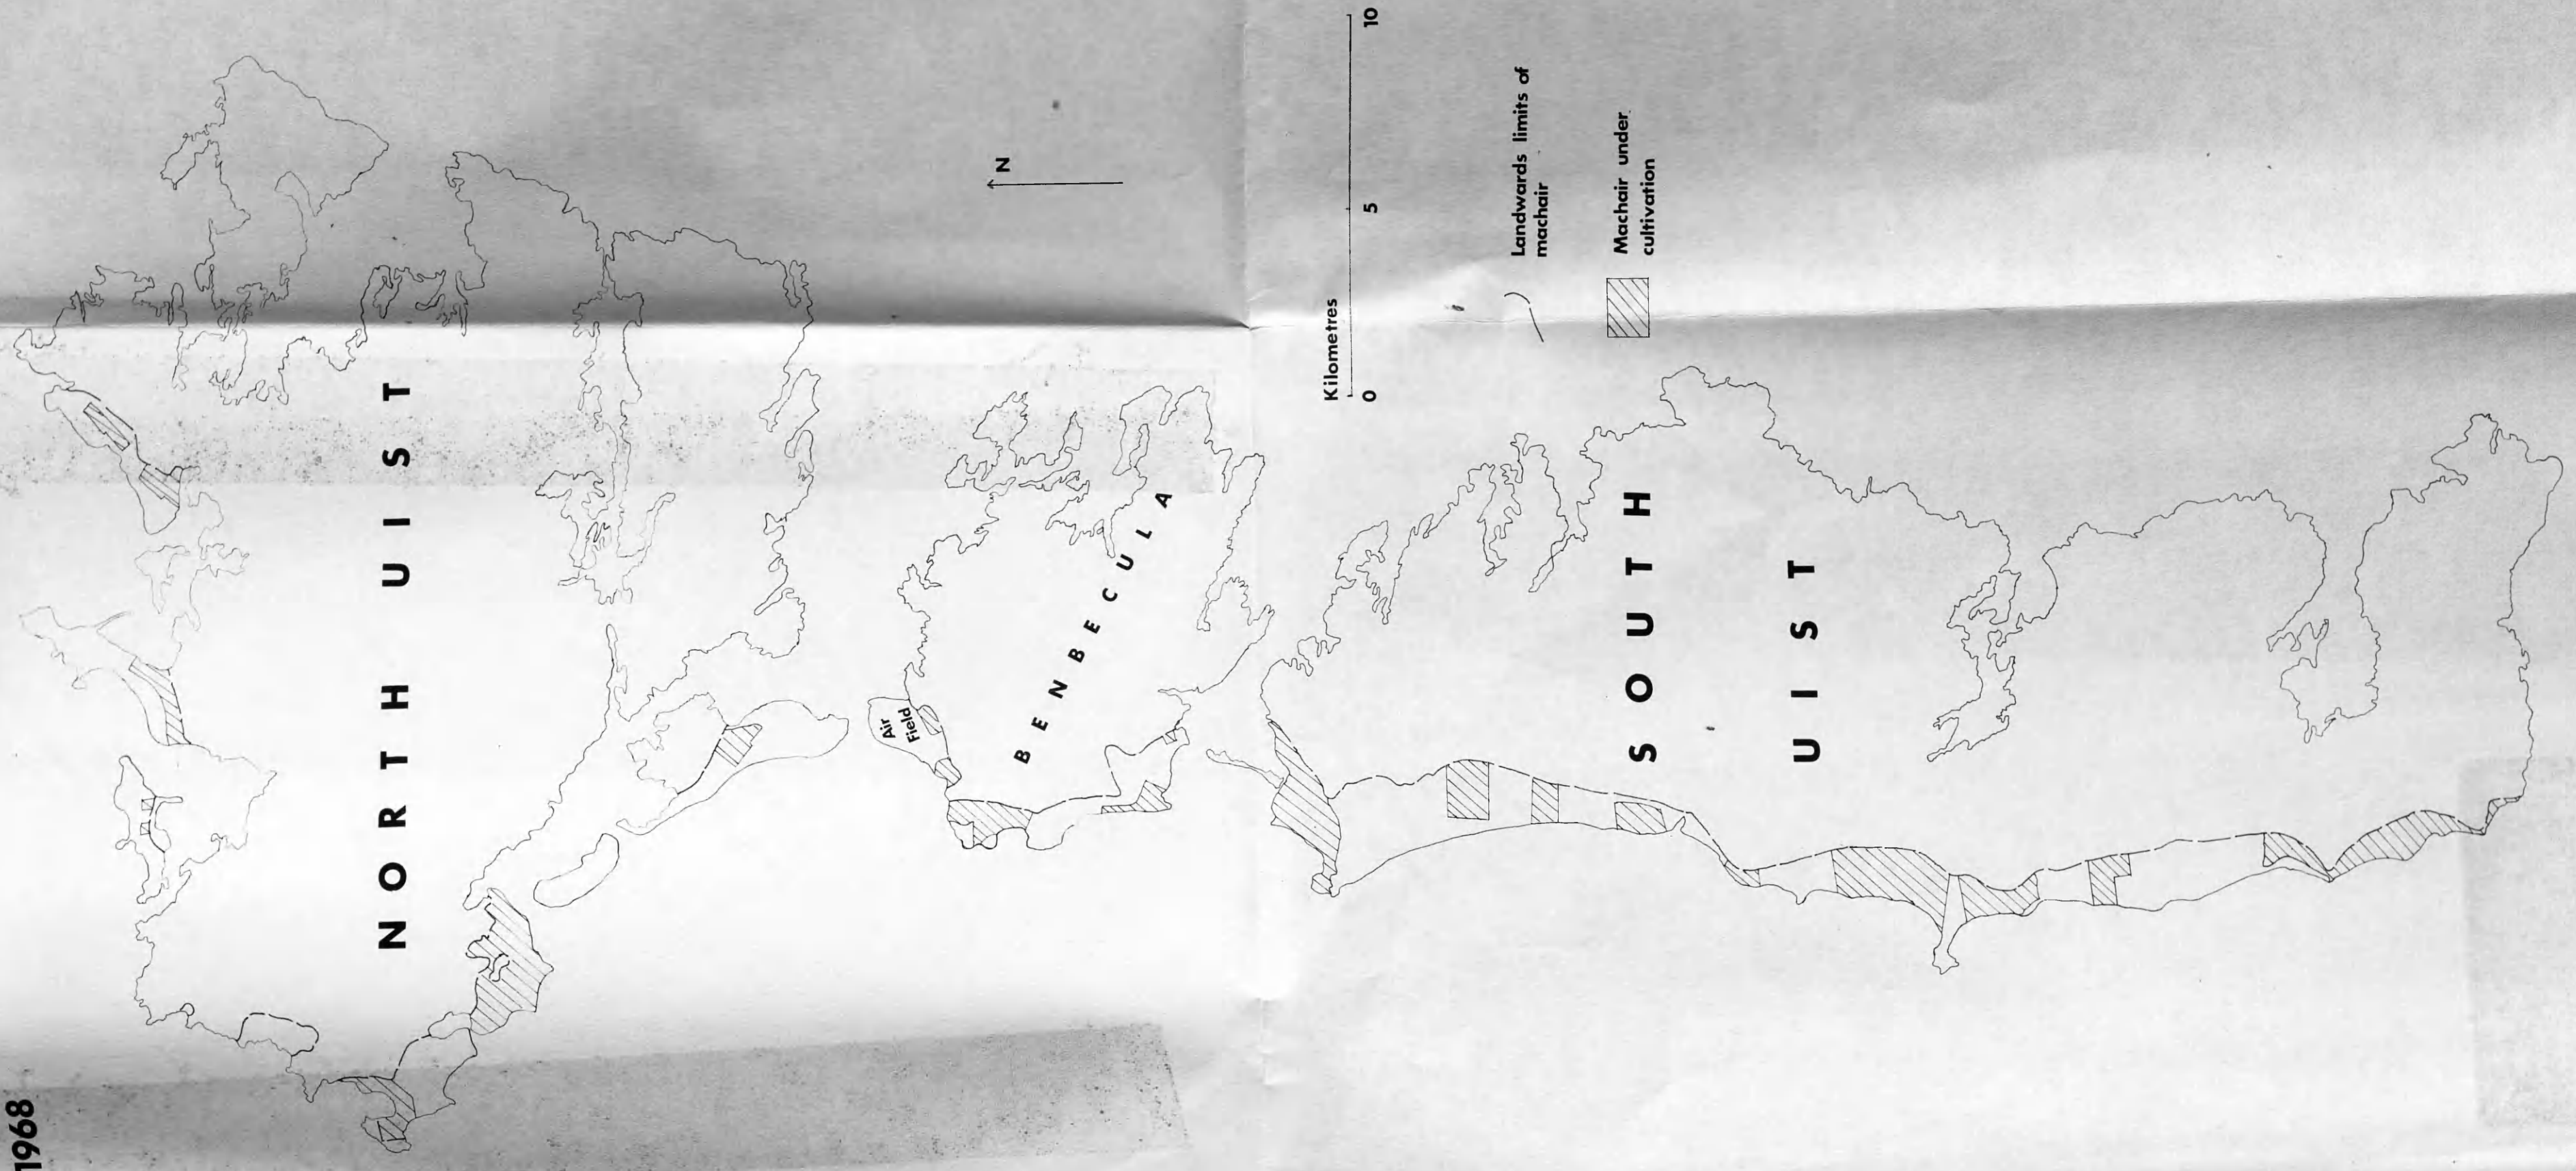 1968
NORTH UIST
Air
Field
BENBECULA
N
Kilometres
0 5 10
Landwards limits of
machair
Machair under
cultivation
SOUTH
UIST